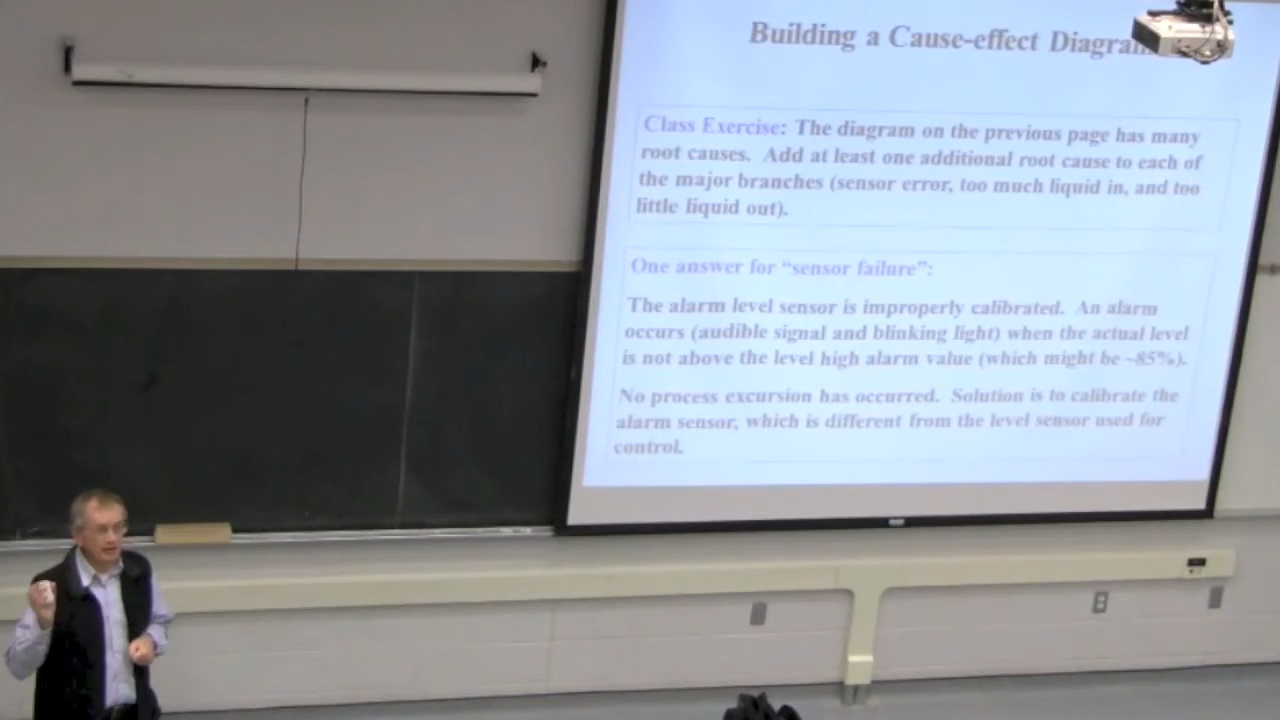 Building a Cause-effect Diagram
Class Exercise: The diagram on the previous page has many
root causes. Add at least one additional root cause to each of
the major branches (sensor error, too much liquid in, and too
little liquid out).
One answer for “sensor failure”:
The alarm level sensor is improperly calibrated. An alarm
occurs (audible signal and blinking light) when the actual level
is not above the level high alarm value (which might be ~85%).
No process excursion has occurred. Solution is to calibrate the
alarm sensor, which is different from the level sensor used for
control.